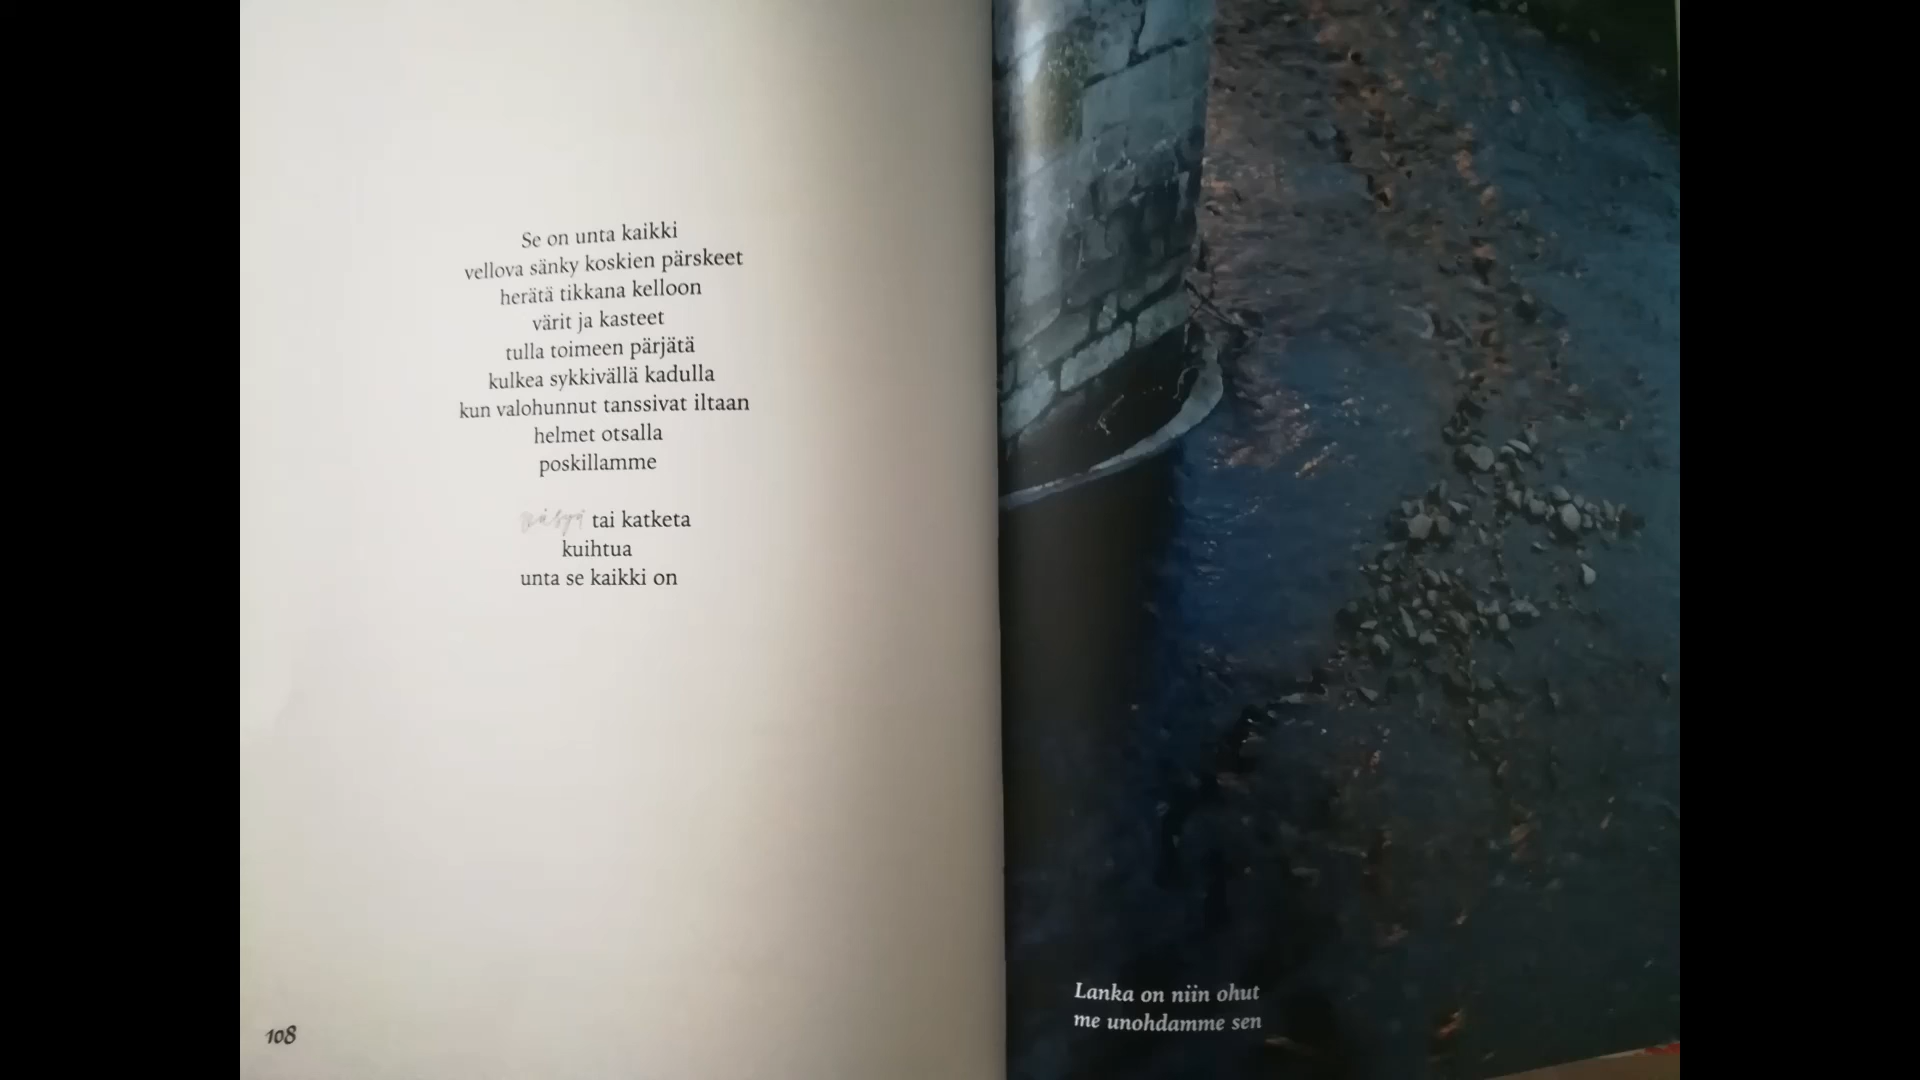 Se on unta kaikki
vellova sänky koskien pärskeet
herätä tikkana kelloon
värit ja kasteet
tulla toimeen pärjätä
kulkea sykkivällä kadulla
kun valohunnut tanssivat iltaan
helmet otsalla
poskillamme
tai katketa
kuihtua
unta se kaikki on
108
Lanka on niin ohut
me unohdamme sen